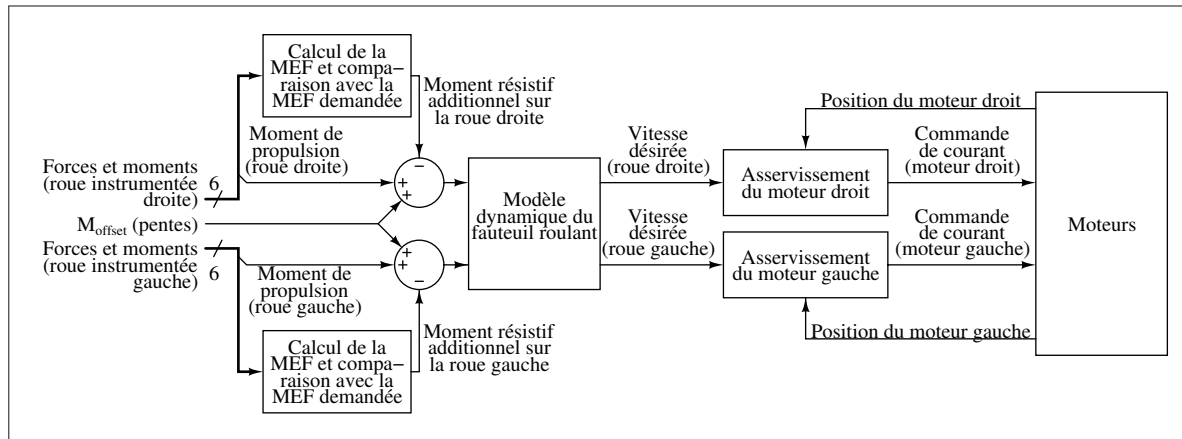 Calcul de la
MEF et compa−
raison avec la
MEF demandée
Moment résistif
additionnel sur
la roue droite
Moment de
propulsion
(roue droite)
Forces et moments
(roue instrumentée
droite)
6
M_offset (pentes)
Forces et moments
(roue instrumentée
gauche)
6
Moment de
propulsion
(roue gauche)
Calcul de la
MEF et compa−
raison avec la
MEF demandée
Moment résistif
additionnel sur
la roue gauche
−
+
+
+
+
−
Modèle
dynamique du
fauteuil roulant
Vitesse
désirée
(roue droite)
Vitesse
désirée
(roue gauche)
Position du moteur droit
Asservissement
du moteur droit
Commande
de courant
(moteur droit)
Asservissement
du moteur gauche
Commande
de courant
(moteur gauche)
Position du moteur gauche
Moteurs